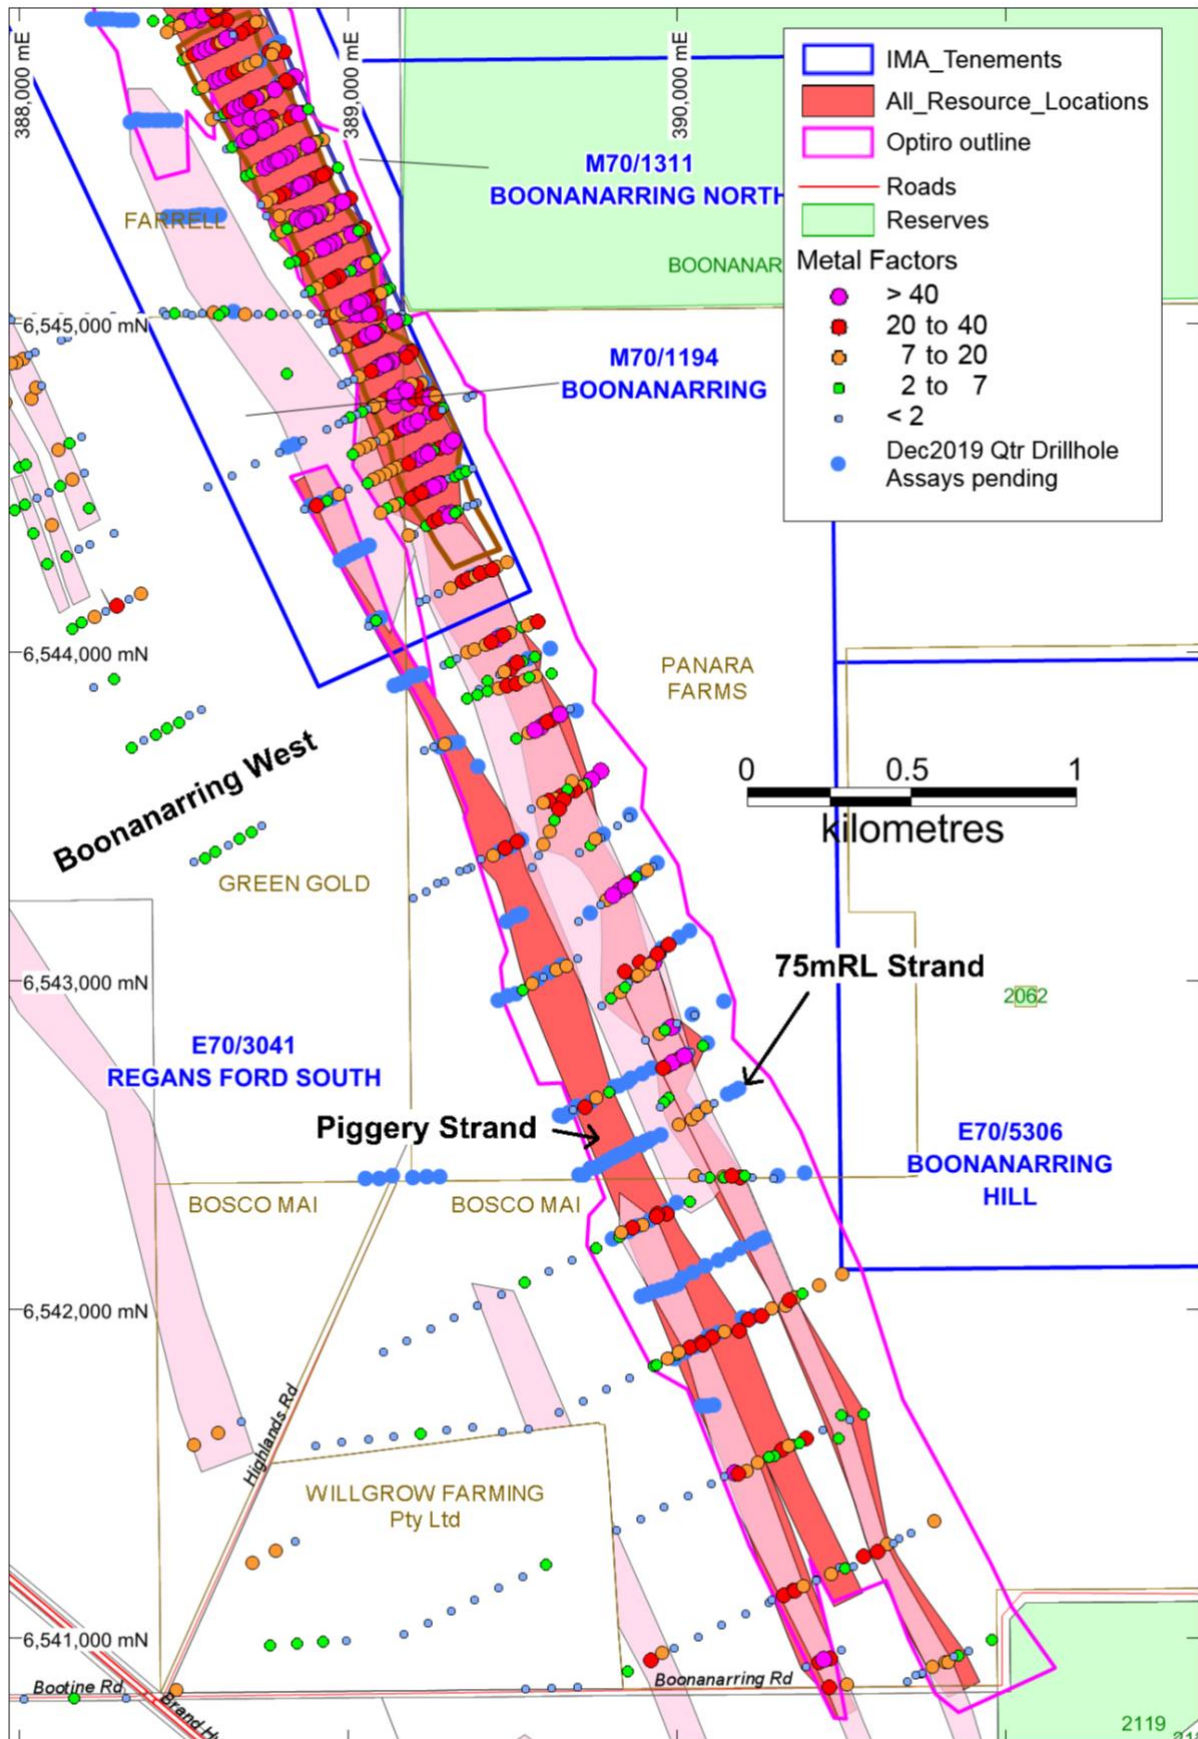 388,000 mE
389,000 mE
390,000 mE
IMA_Tenements
All_Resource_Locations
Optiro outline
Roads
Reserves
Metal Factors
> 40
20 to 40
7 to 20
2 to 7
< 2
Dec2019 Qtr Drillhole
Assays pending
M70/1311
BOONANARRING NORTH
FARRELL
BOONANAR
6,545,000 mN
M70/1194
BOONANARRING
6,544,000 mN
PANARA
FARMS
Boonanarring West
0 0.5 1
kilometres
GREEN GOLD
75mRL Strand
6,543,000 mN
2062
E70/3041
REGANS FORD SOUTH
Piggery Strand
E70/5306
BOONANARRING
HILL
BOSCO MAI
BOSCO MAI
6,542,000 mN
Highlands Rd
WILLGROW FARMING
Pty Ltd
6,541,000 mN
Bootine Rd
Boonanarring Rd
Brand H
2119